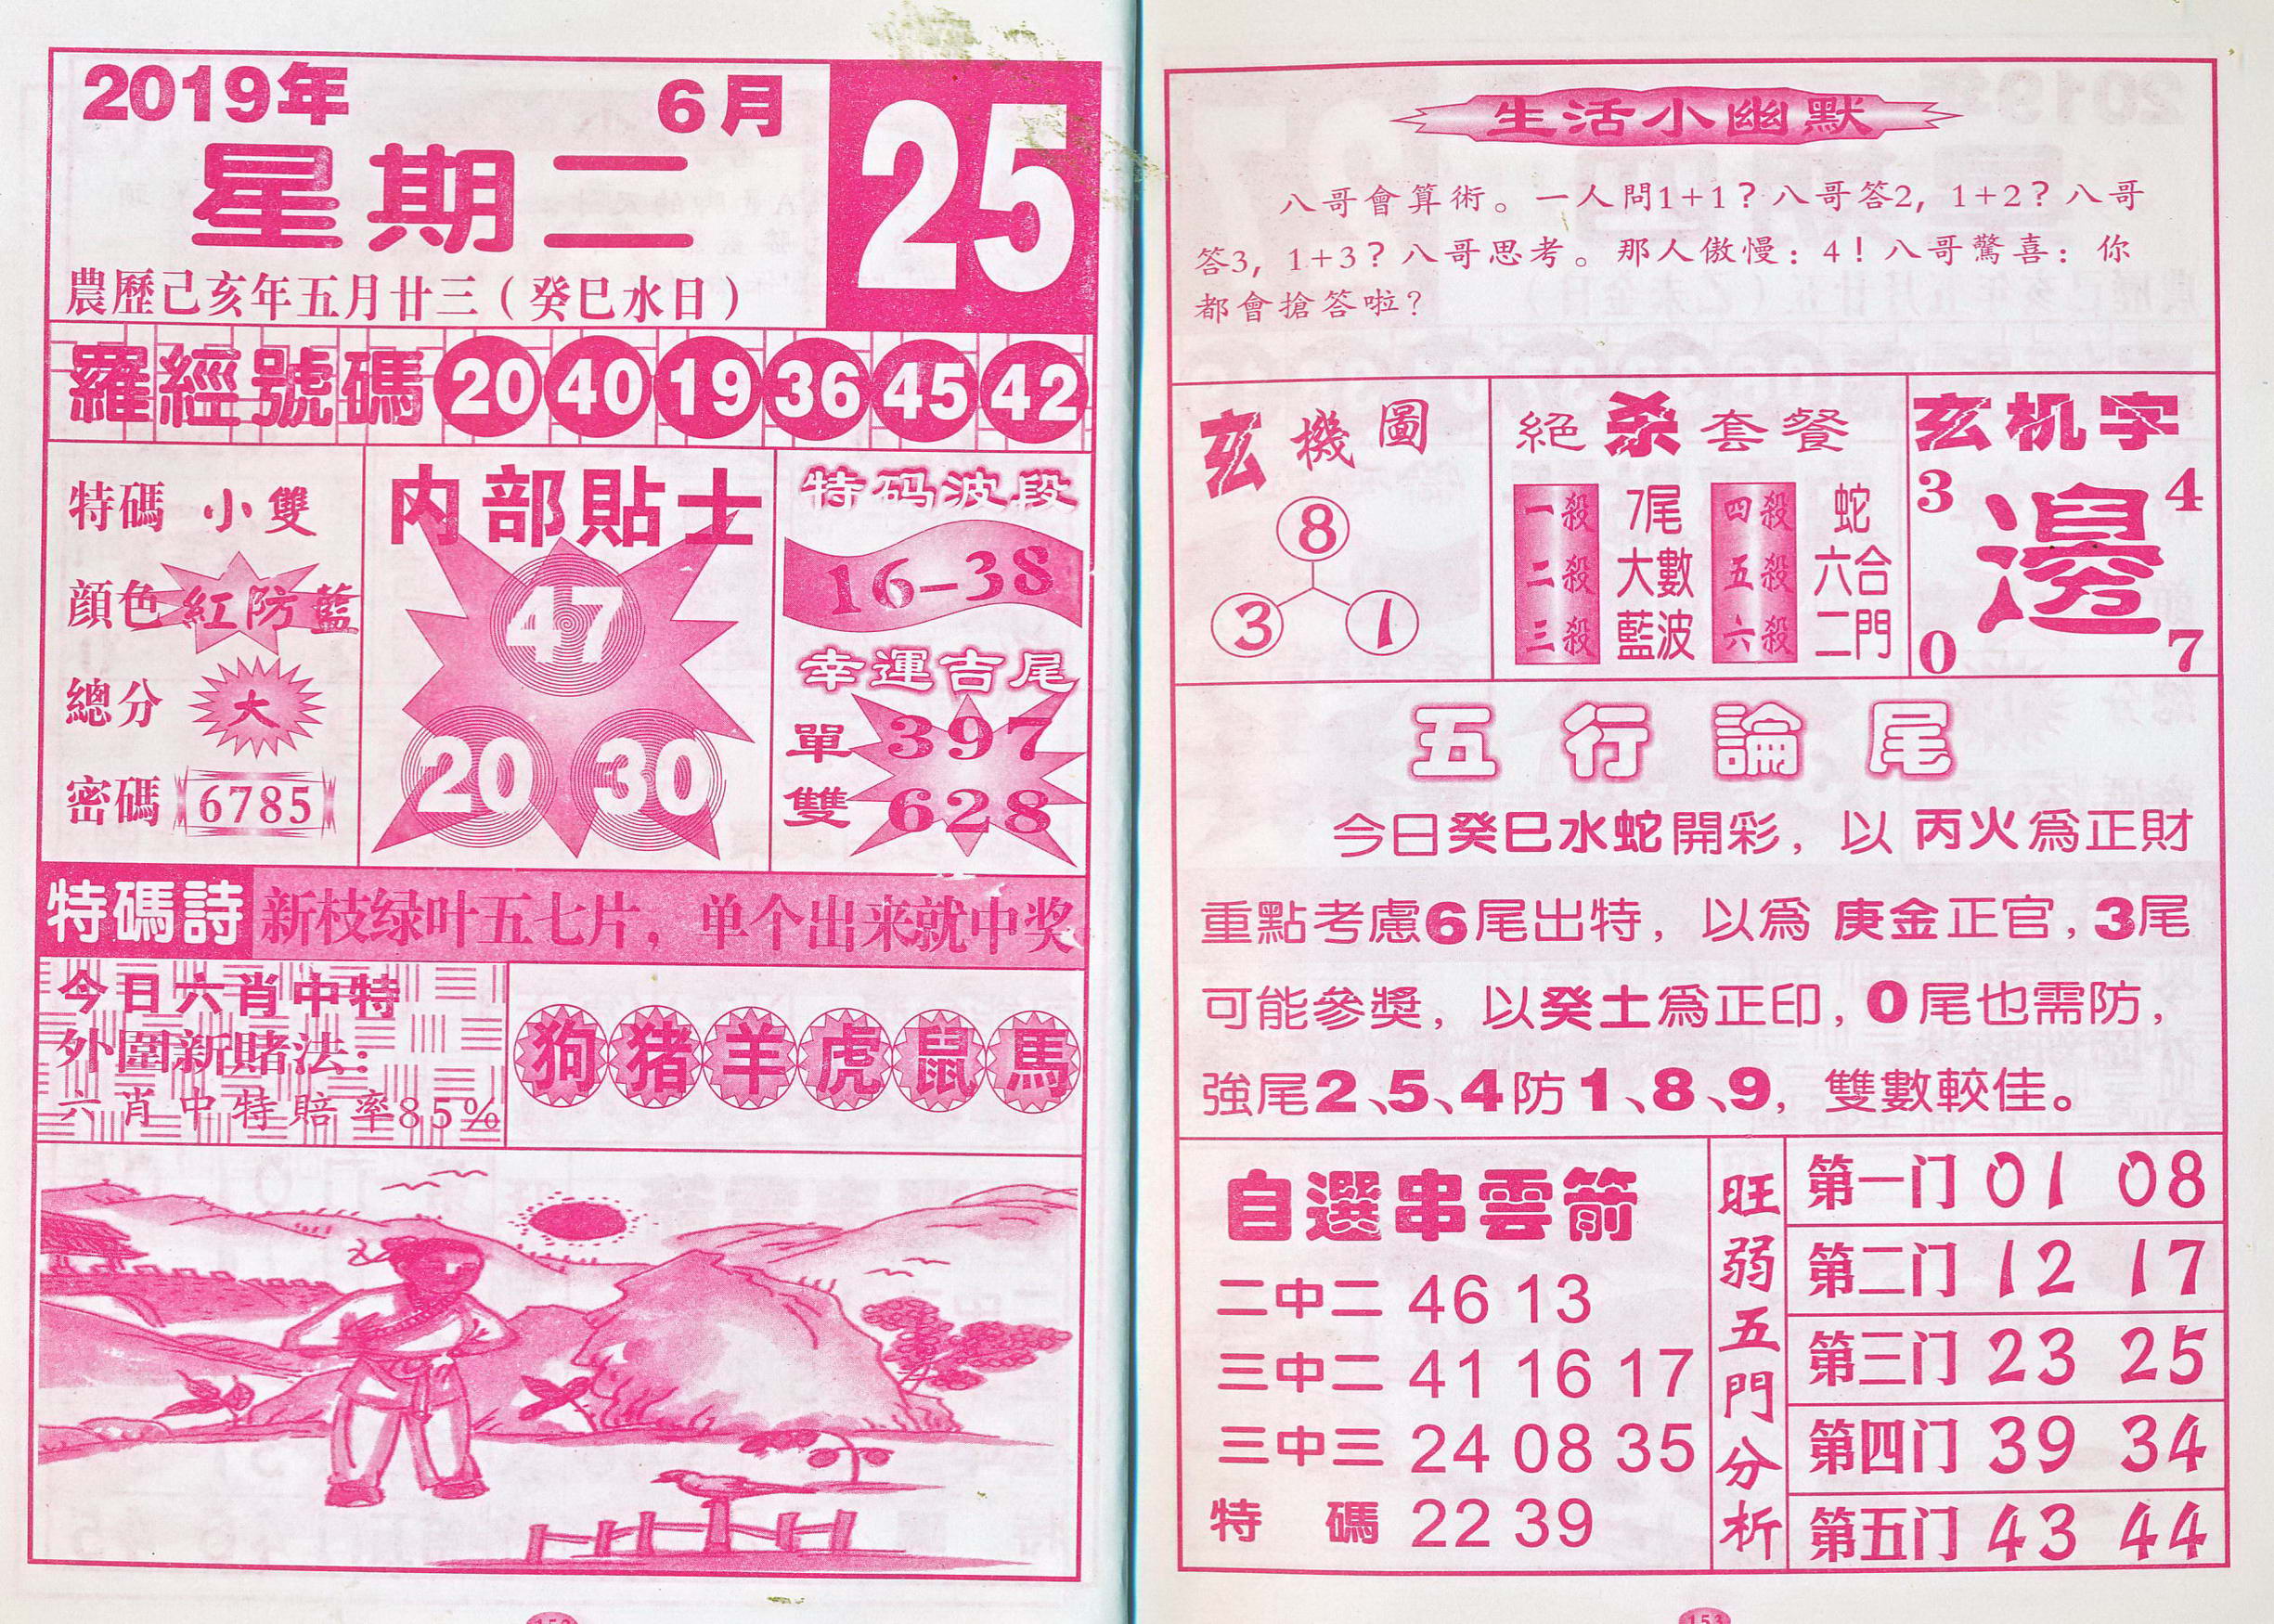 2019年 6月 25
星期二
農歷己亥年五月廿三(癸巳水日)
羅經號碼 20 40 19 36 45 42
特碼 小雙
顔色 紅防藍
總分 大
密碼 6785
内部貼士
47
20 30
特码波段
16-38
幸運吉尾
單 397
雙 628
特碼詩 新枝绿叶五七片，单个出来就中奖
今日六肖中特
外圍新賭法：
六肖中特賠率85%
狗 猪 羊 虎 鼠 馬
生活小幽默
八哥會算術。一人問1+1？八哥答2，1+2？八哥
答3，1+3？八哥思考。那人傲慢：4！八哥驚喜：你
都會搶答啦？
玄機圖
8
3 1
絕杀套餐
一殺 7尾 四殺 蛇
二殺 大數 五殺 六合
三殺 藍波 六殺 二門
玄机字
3 4
邊
0 7
五行論尾
今日癸巳水蛇開彩，以丙火爲正財
重點考慮6尾出特，以爲庚金正官，3尾
可能參獎，以癸土爲正印，0尾也需防，
強尾2、5、4防1、8、9，雙數較佳。
自選串雲箭
二中二 46 13
三中二 41 16 17
三中三 24 08 35
特碼 22 39
旺弱五門分析
第一门 01 08
第二门 12 17
第三门 23 25
第四门 39 34
第五门 43 44
153